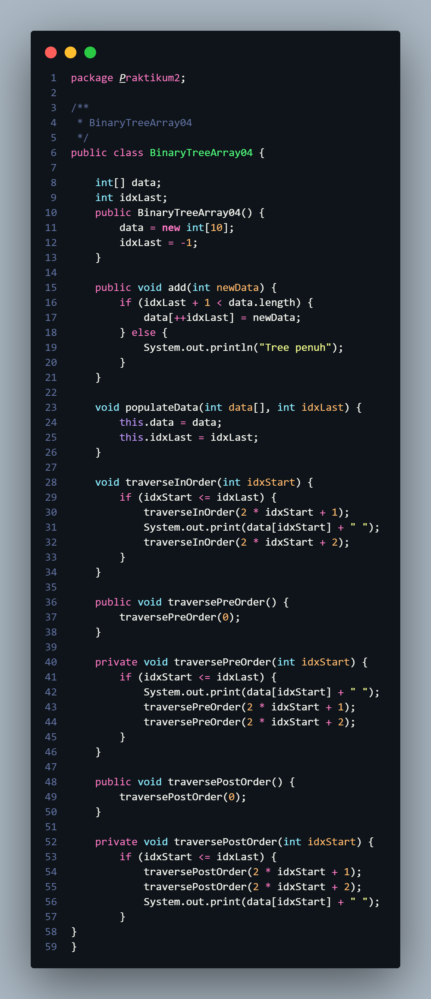 1 package Praktikum2;
2
3 /**
4  * BinaryTreeArray04
5  */
6 public class BinaryTreeArray04 {
7
8     int[] data;
9     int idxLast;
10     public BinaryTreeArray04() {
11         data = new int[10];
12         idxLast = -1;
13     }
14
15     public void add(int newData) {
16         if (idxLast + 1 < data.length) {
17             data[++idxLast] = newData;
18         } else {
19             System.out.println("Tree penuh");
20         }
21     }
22
23     void populateData(int data[], int idxLast) {
24         this.data = data;
25         this.idxLast = idxLast;
26     }
27
28     void traverseInOrder(int idxStart) {
29         if (idxStart <= idxLast) {
30             traverseInOrder(2 * idxStart + 1);
31             System.out.print(data[idxStart] + " ");
32             traverseInOrder(2 * idxStart + 2);
33         }
34     }
35
36     public void traversePreOrder() {
37         traversePreOrder(0);
38     }
39
40     private void traversePreOrder(int idxStart) {
41         if (idxStart <= idxLast) {
42             System.out.print(data[idxStart] + " ");
43             traversePreOrder(2 * idxStart + 1);
44             traversePreOrder(2 * idxStart + 2);
45         }
46     }
47
48     public void traversePostOrder() {
49         traversePostOrder(0);
50     }
51
52     private void traversePostOrder(int idxStart) {
53         if (idxStart <= idxLast) {
54             traversePostOrder(2 * idxStart + 1);
55             traversePostOrder(2 * idxStart + 2);
56             System.out.print(data[idxStart] + " ");
57         }
58 }
59 }